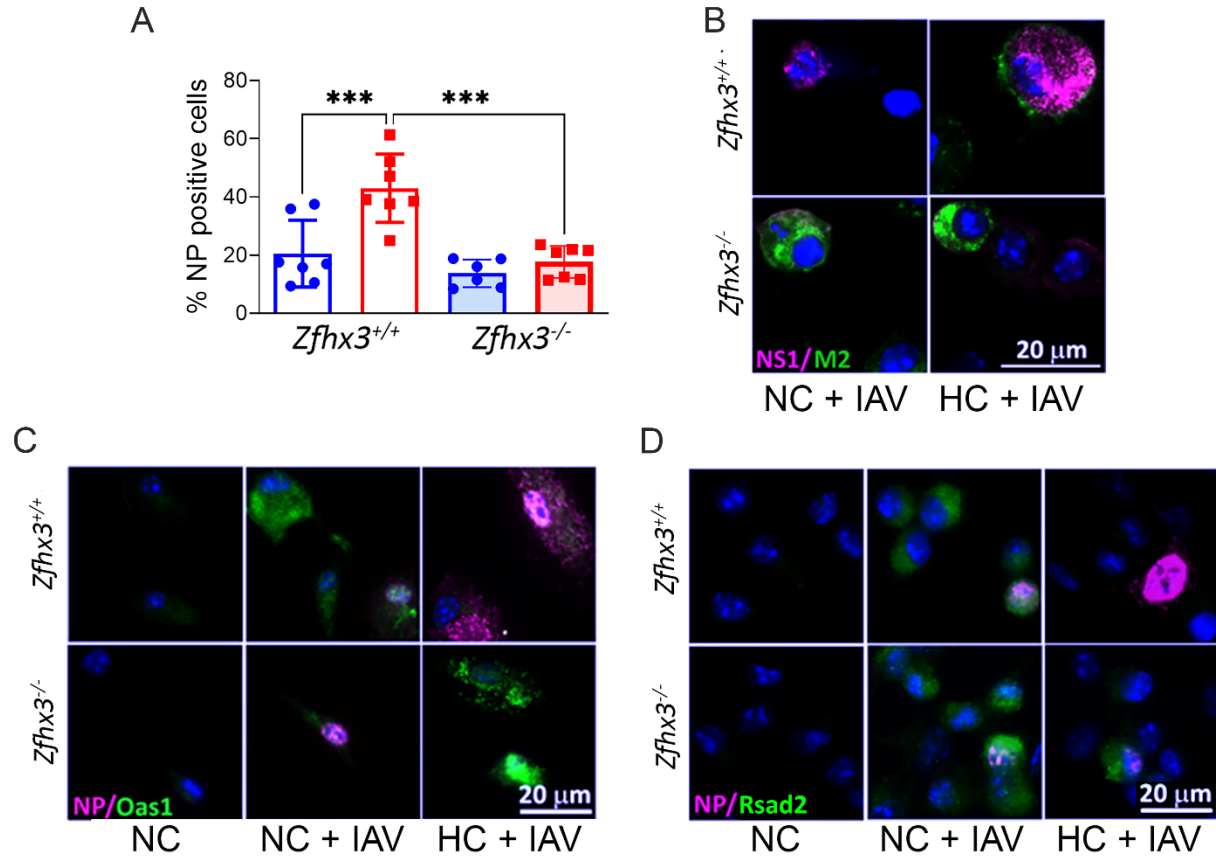 A
% NP positive cells
80
60
40
20
0
***
***
Zfhx3+/+
Zfhx3-/-
B
Zfhx3+/+ .
Zfhx3-/-
NS1/M2
20 μm
NC + IAV
HC + IAV
C
Zfhx3+/+
Zfhx3-/-
NP/Oas1
20 μm
NC
NC + IAV
HC + IAV
D
Zfhx3+/+
Zfhx3-/-
NP/Rsad2
20 μm
NC
NC + IAV
HC + IAV